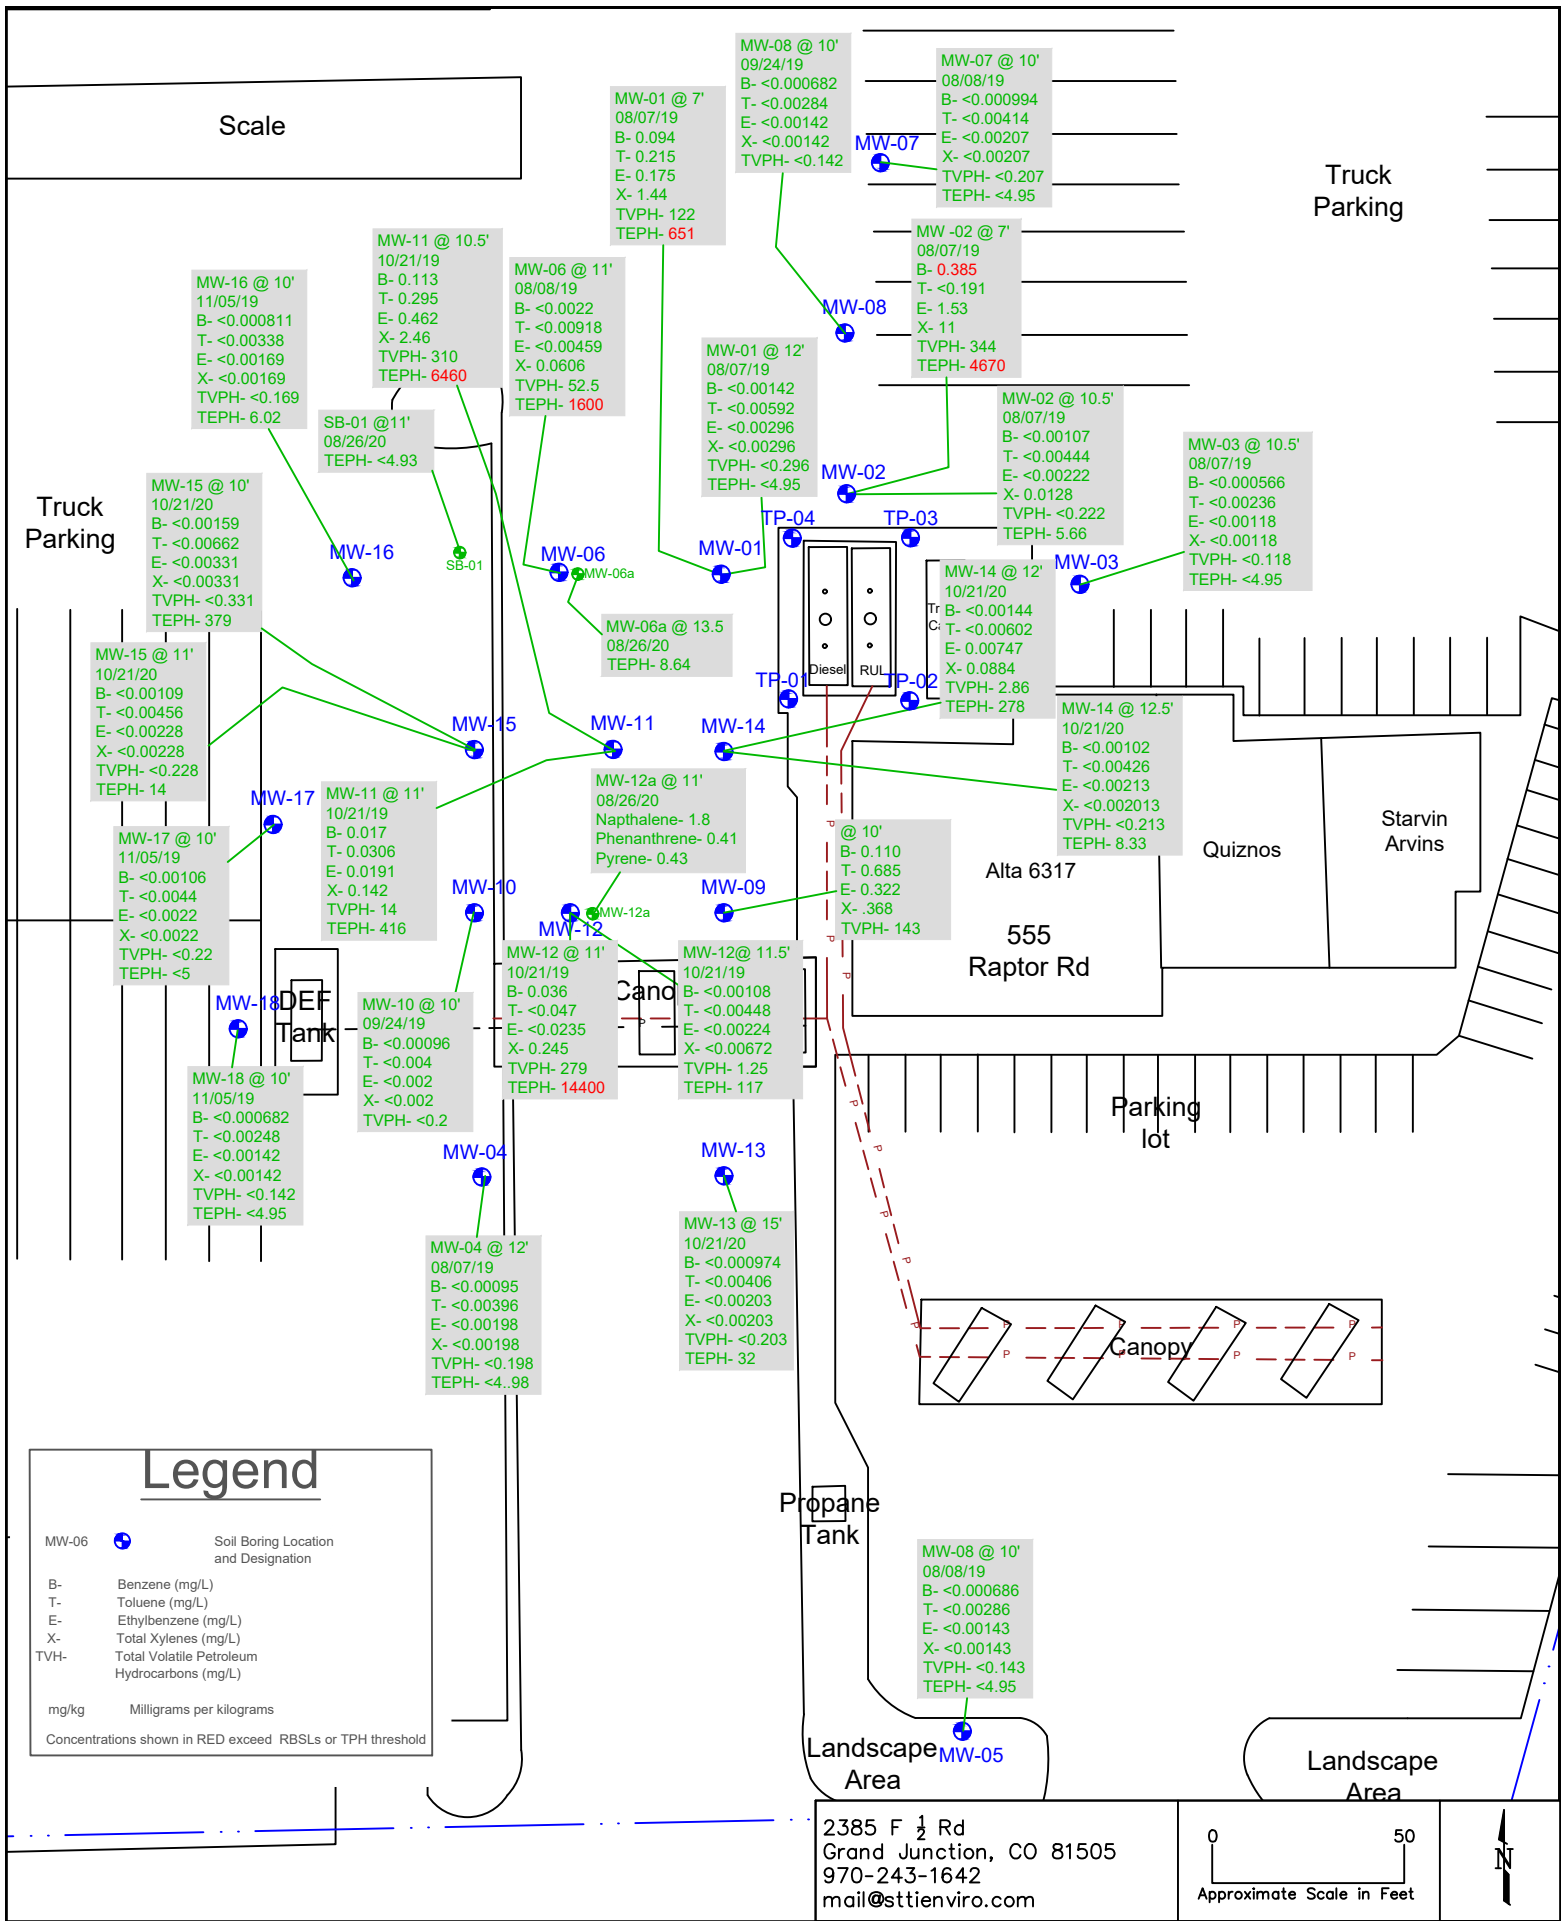 Scale
MW-08 @ 10'
09/24/19
B- <0.000682
T- <0.00284
E- <0.00142
X- <0.00142
TVPH- <0.142
MW-07 @ 10'
08/08/19
B- <0.000994
T- <0.00414
E- <0.00207
X- <0.00207
TVPH- <0.207
TEPH- <4.95
MW-07
MW-01 @ 7'
08/07/19
B- 0.094
T- 0.215
E- 0.175
X- 1.44
TVPH- 122
TEPH- 651
Truck
Parking
MW-11 @ 10.5'
10/21/19
B- 0.113
T- 0.295
E- 0.462
X- 2.46
TVPH- 310
TEPH- 6460
MW -02 @ 7'
08/07/19
B- 0.385
T- <0.191
E- 1.53
X- 11
TVPH- 344
TEPH- 4670
MW-16 @ 10'
11/05/19
B- <0.000811
T- <0.00338
E- <0.00169
X- <0.00169
TVPH- <0.169
TEPH- 6.02
MW-06 @ 11'
08/08/19
B- <0.0022
T- <0.00918
E- <0.00459
X- 0.0606
TVPH- 52.5
TEPH- 1600
MW-08
MW-01 @ 12'
08/07/19
B- <0.00142
T- <0.00592
E- <0.00296
X- <0.00296
TVPH- <0.296
TEPH- <4.95
MW-02 @ 10.5'
08/07/19
B- <0.00107
T- <0.00444
E- <0.00222
X- 0.0128
TVPH- <0.222
TEPH- 5.66
SB-01 @11'
08/26/20
TEPH- <4.93
MW-03 @ 10.5'
08/07/19
B- <0.000566
T- <0.00236
E- <0.00118
X- <0.00118
TVPH- <0.118
TEPH- <4.95
MW-02
Truck
Parking
MW-15 @ 10'
10/21/20
B- <0.00159
T- <0.00662
E- <0.00331
X- <0.00331
TVPH- <0.331
TEPH- 379
TP-04
TP-03
MW-16
SB-01
MW-06
MW-06a
MW-01
MW-03
MW-14 @ 12'
10/21/20
B- <0.00144
T- <0.00602
E- 0.00747
X- 0.0884
TVPH- 2.86
TEPH- 278
MW-06a @ 13.5
08/26/20
TEPH- 8.64
Diesel
RUL
MW-15 @ 11'
10/21/20
B- <0.00109
T- <0.00456
E- <0.00228
X- <0.00228
TVPH- <0.228
TEPH- 14
TP-01
TP-02
MW-15
MW-11
MW-14
MW-14 @ 12.5'
10/21/20
B- <0.00102
T- <0.00426
E- <0.00213
X- <0.002013
TVPH- <0.213
TEPH- 8.33
MW-17
MW-11 @ 11'
10/21/19
B- 0.017
T- 0.0306
E- 0.0191
X- 0.142
TVPH- 14
TEPH- 416
MW-12a @ 11'
08/26/20
Napthalene- 1.8
Phenanthrene- 0.41
Pyrene- 0.43
@ 10'
B- 0.110
T- 0.685
E- 0.322
X- .368
TVPH- 143
Alta 6317
Quiznos
Starvin
Arvins
MW-17 @ 10'
11/05/19
B- <0.00106
T- <0.0044
E- <0.0022
X- <0.0022
TVPH- <0.22
TEPH- <5
MW-10
MW-12
MW-12a
MW-09
555
Raptor Rd
MW-18
DEF
Tank
MW-10 @ 10'
09/24/19
B- <0.00096
T- <0.004
E- <0.002
X- <0.002
TVPH- <0.2
MW-12 @ 11'
10/21/19
B- 0.036
T- <0.047
E- <0.0235
X- 0.245
TVPH- 279
TEPH- 14400
MW-12@ 11.5'
10/21/19
B- <0.00108
T- <0.00448
E- <0.00224
X- <0.00672
TVPH- 1.25
TEPH- 117
MW-18 @ 10'
11/05/19
B- <0.000682
T- <0.00248
E- <0.00142
X- <0.00142
TVPH- <0.142
TEPH- <4.95
Parking
lot
MW-04
MW-13
MW-04 @ 12'
08/07/19
B- <0.00095
T- <0.00396
E- <0.00198
X- <0.00198
TVPH- <0.198
TEPH- <4..98
MW-13 @ 15'
10/21/20
B- <0.000974
T- <0.00406
E- <0.00203
X- <0.00203
TVPH- <0.203
TEPH- 32
Canopy
Propane
Tank
MW-08 @ 10'
08/08/19
B- <0.000686
T- <0.00286
E- <0.00143
X- <0.00143
TVPH- <0.143
TEPH- <4.95
MW-05
Landscape
Area
Landscape
Area
Legend
MW-06 Soil Boring Location
and Designation
B- Benzene (mg/L)
T- Toluene (mg/L)
E- Ethylbenzene (mg/L)
X- Total Xylenes (mg/L)
TVH- Total Volatile Petroleum
Hydrocarbons (mg/L)
mg/kg Milligrams per kilograms
Concentrations shown in RED exceed RBSLs or TPH threshold
2385 F ½ Rd
Grand Junction, CO 81505
970-243-1642
mail@sttienviro.com
0 50
Approximate Scale in Feet
N